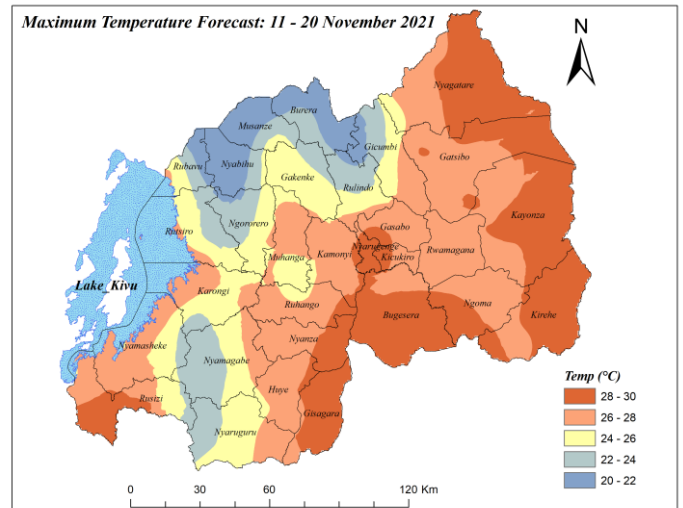 Maximum Temperature Forecast: 11 - 20 November 2021
N
Nyagatare
Burera
Musanze
Gicumbi
Rubavu
Nyabihu
Gatsibo
Gakenke
Rulindo
Ngororero
Kayonza
Rutsiro
Gasabo
Muhanga
Kamonyi
Nyarugenge
Rwamagana
Kicukiro
Lake_Kivu
Karongi
Ruhango
Ngoma
Kirehe
Bugesera
Nyanza
Nyamasheke
Nyamagabe
Huye
Gisagara
Rusizi
Nyaruguru
Temp (°C)
28 - 30
26 - 28
24 - 26
22 - 24
20 - 22
0 30 60 120 Km